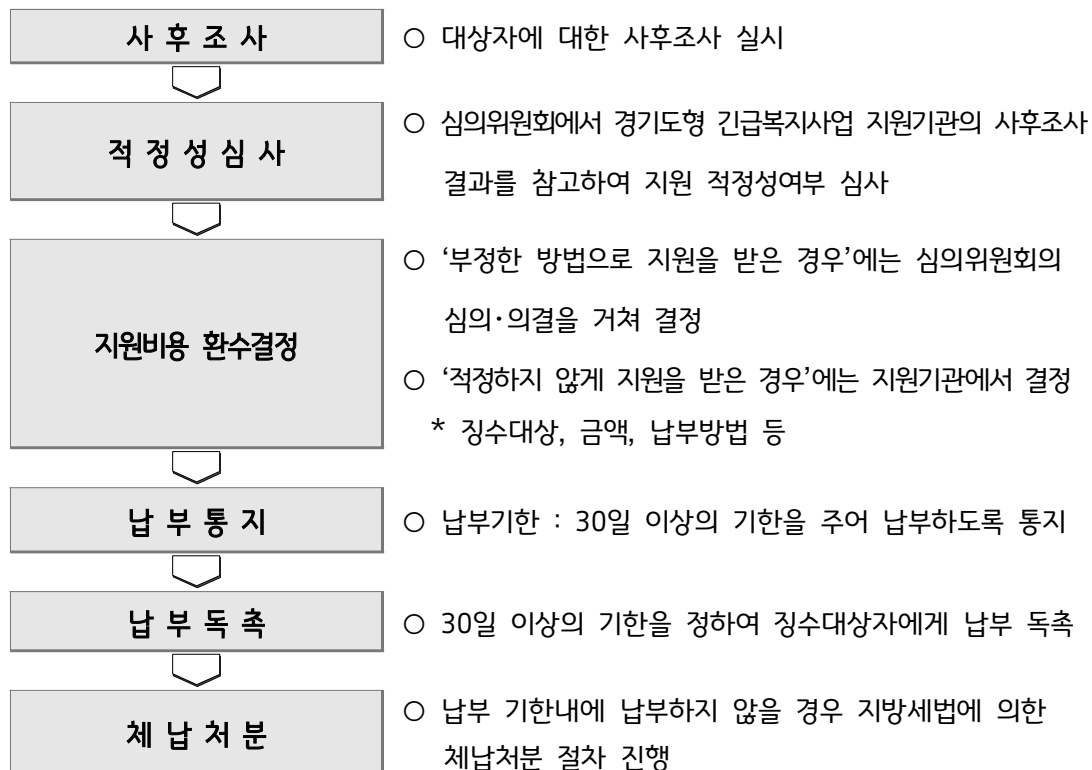 사 후 조 사
○ 대상자에 대한 사후조사 실시
적 정 성 심 사
○ 심의위원회에서 경기도형 긴급복지사업 지원기관의 사후조사
결과를 참고하여 지원 적정성여부 심사
지원비용 환수결정
○ ‘부정한 방법으로 지원을 받은 경우’에는 심의위원회의
심의·의결을 거쳐 결정
○ ‘적정하지 않게 지원을 받은 경우’에는 지원기관에서 결정
* 징수대상, 금액, 납부방법 등
납 부 통 지
○ 납부기한 : 30일 이상의 기한을 주어 납부하도록 통지
납 부 독 촉
○ 30일 이상의 기한을 정하여 징수대상자에게 납부 독촉
체 납 처 분
○ 납부 기한내에 납부하지 않을 경우 지방세법에 의한
체납처분 절차 진행